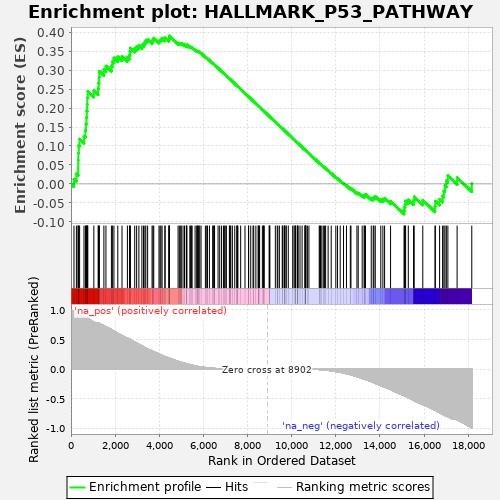 Enrichment plot: HALLMARK_P53_PATHWAY
Enrichment score (ES)
0.40
0.35
0.30
0.25
0.20
0.15
0.10
0.05
0.00
-0.05
-0.10
Ranked list metric (PreRanked)
1.0
0.5
0.0
-0.5
-1.0
'na_pos' (positively correlated)
Zero cross at 8902
'na_neg' (negatively correlated)
0
2,000
4,000
6,000
8,000
10,000
12,000
14,000
16,000
18,000
Rank in Ordered Dataset
Enrichment profile
Hits
Ranking metric scores